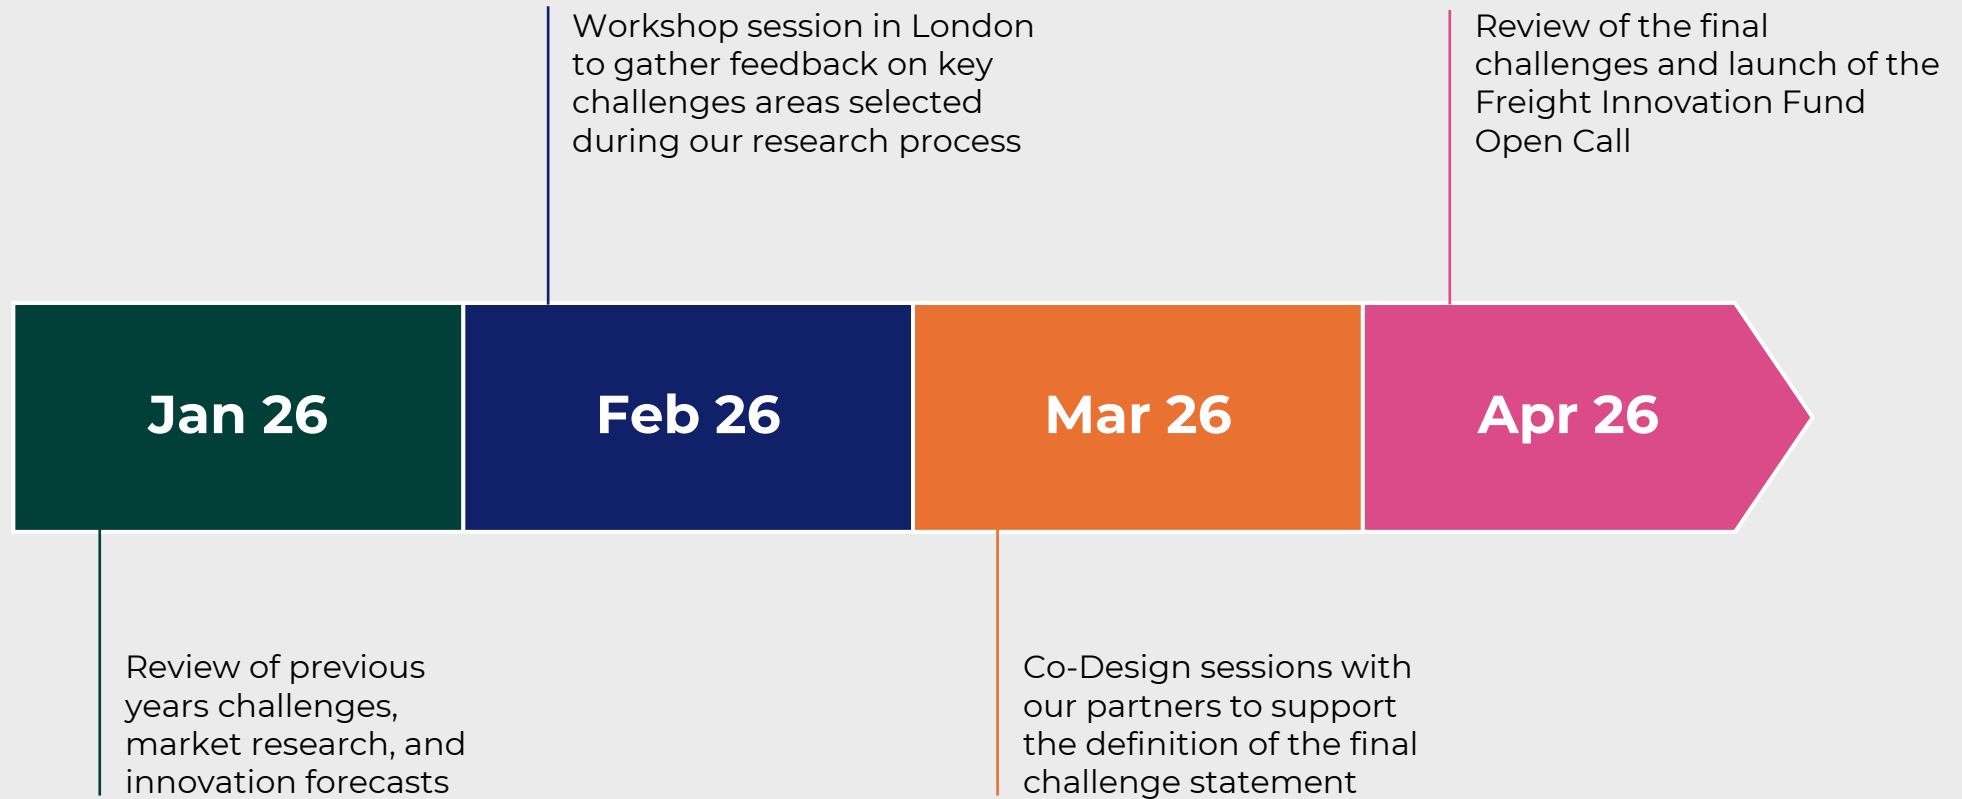 Workshop session in London
to gather feedback on key
challenges areas selected
during our research process
Review of the final
challenges and launch of the
Freight Innovation Fund
Open Call
Jan 26
Feb 26
Mar 26
Apr 26
Review of previous
years challenges,
market research, and
innovation forecasts
Co-Design sessions with
our partners to support
the definition of the final
challenge statement